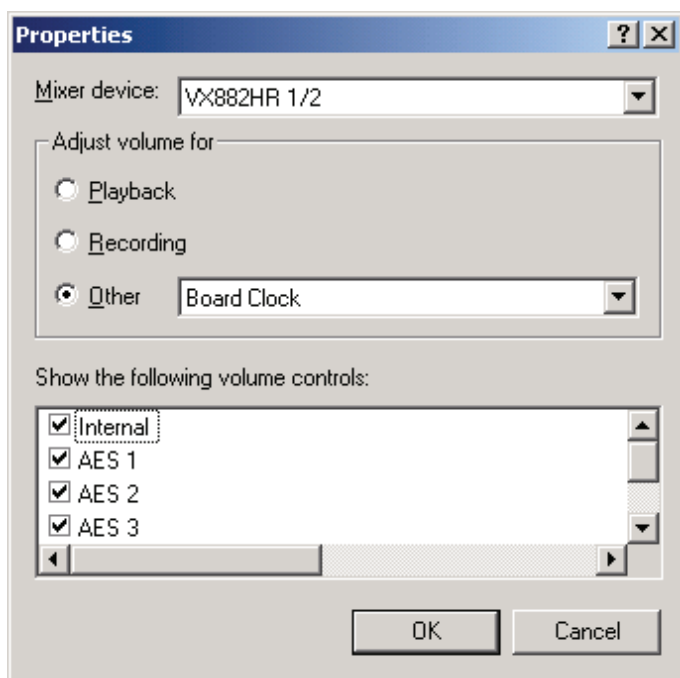 Properties
Mixer device: VX882HR 1/2
Adjust volume for
Playback
Recording
Other Board Clock
Show the following volume controls:
Internal
AES 1
AES 2
AES 3
OK Cancel